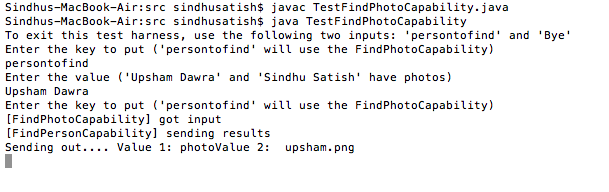 Sindhus-MacBook-Air:src sindhusatish$ javac TestFindPhotoCapability.java
Sindhus-MacBook-Air:src sindhusatish$ java TestFindPhotoCapability
To exit this test harness, use the following two inputs: 'persontofind' and 'Bye'
Enter the key to put ('persontofind' will use the FindPhotoCapability)
persontofind
Enter the value ('Upsham Dawra' and 'Sindhu Satish' have photos)
Upsham Dawra
Enter the key to put ('persontofind' will use the FindPhotoCapability)
[FindPhotoCapability] got input
[FindPersonCapability] sending results
Sending out.... Value 1: photoValue 2:  upsham.png